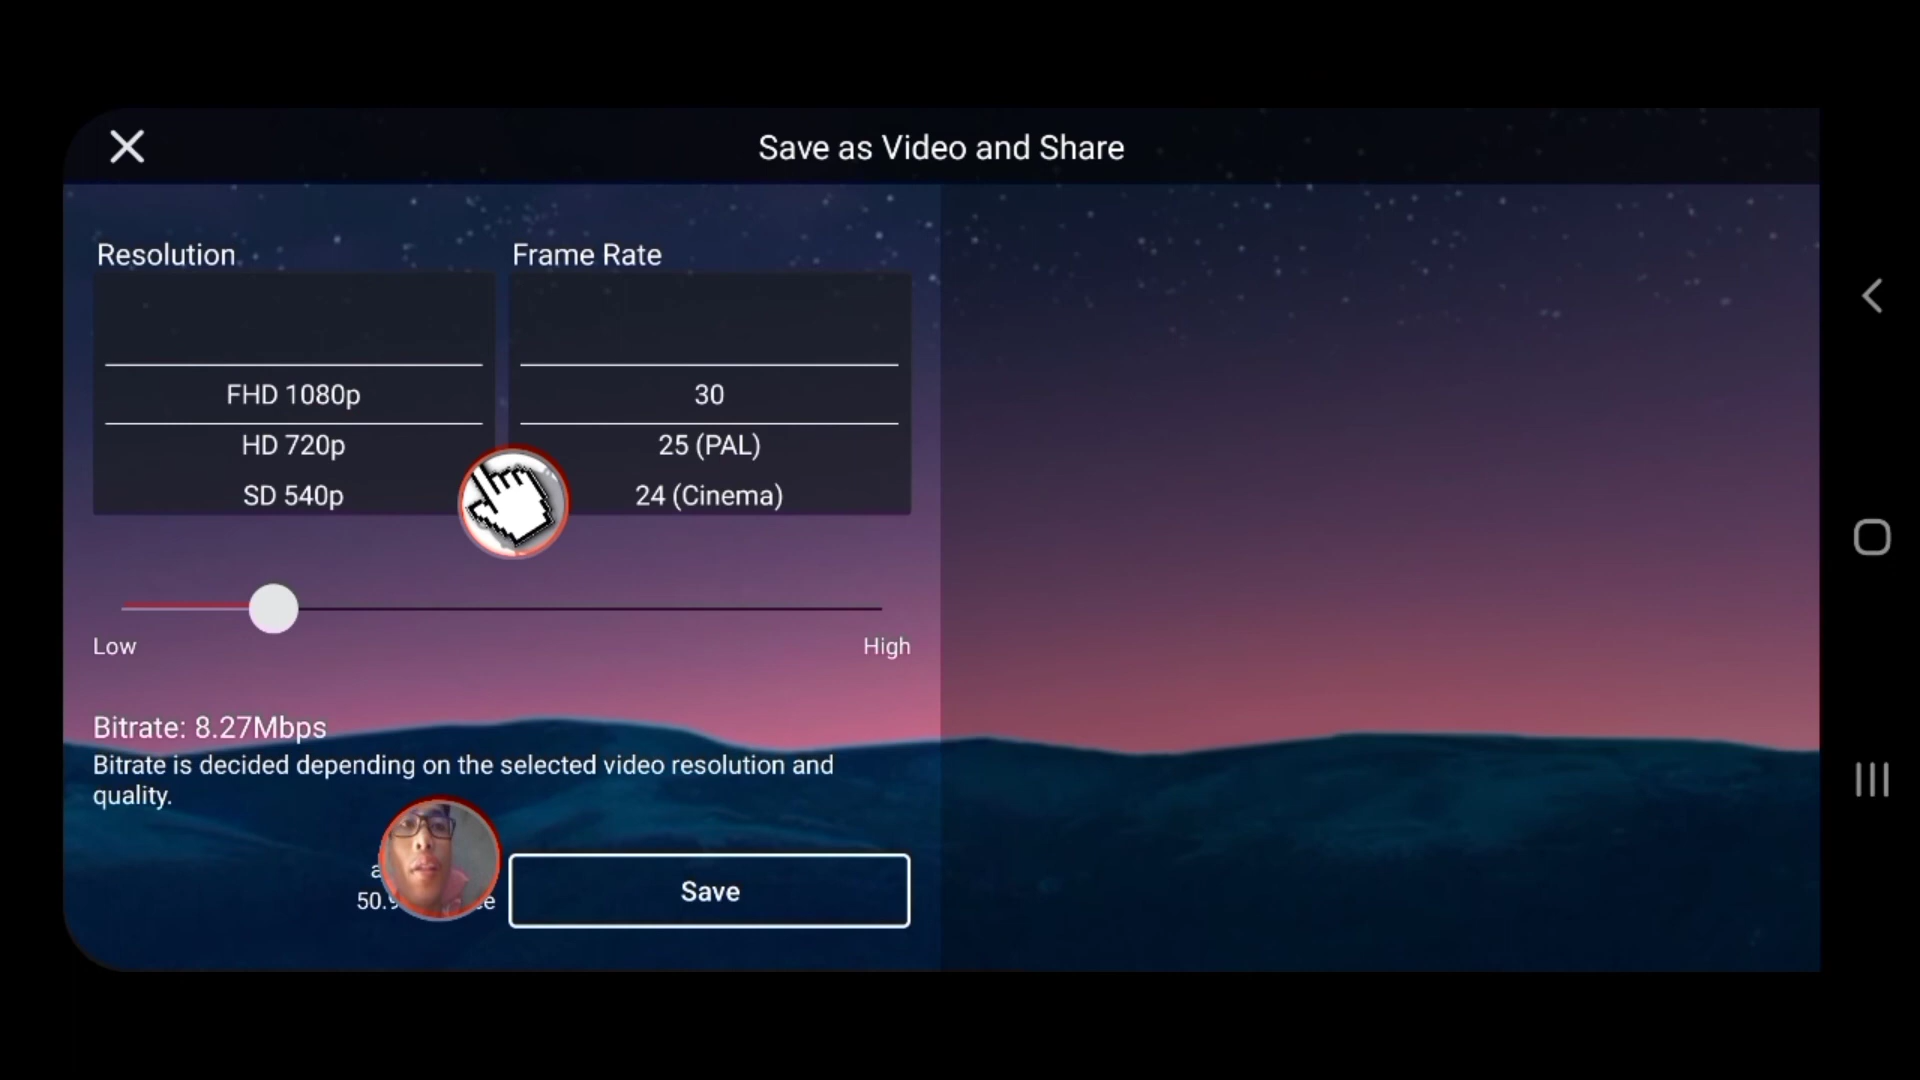 Save as Video and Share
Resolution
Frame Rate
FHD 1080p
30
HD 720p
25 (PAL)
SD 540p
24 (Cinema)
Low
High
Bitrate: 8.27Mbps
Bitrate is decided depending on the selected video resolution and
quality.
Save